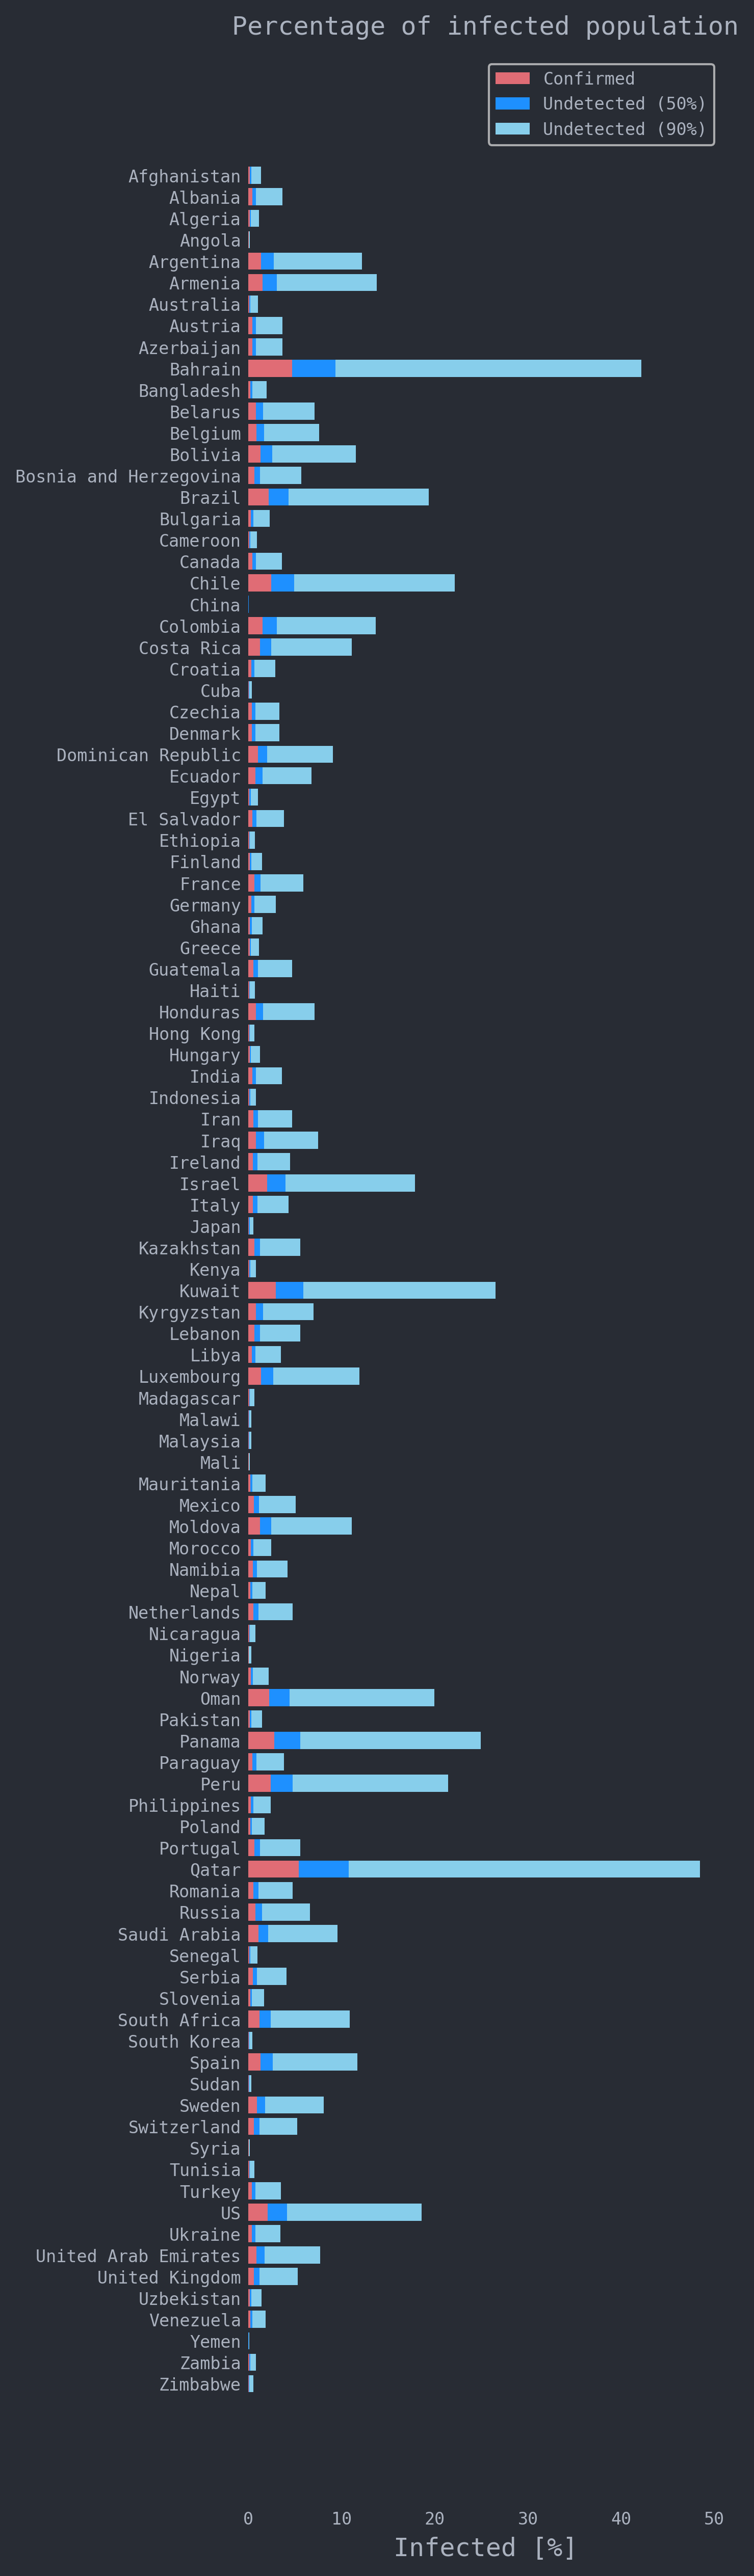 Percentage of infected population
Confirmed
Undetected (50%)
Undetected (90%)
Afghanistan
Albania
Algeria
Angola
Argentina
Armenia
Australia
Austria
Azerbaijan
Bahrain
Bangladesh
Belarus
Belgium
Bolivia
Bosnia and Herzegovina
Brazil
Bulgaria
Cameroon
Canada
Chile
China
Colombia
Costa Rica
Croatia
Cuba
Czechia
Denmark
Dominican Republic
Ecuador
Egypt
El Salvador
Ethiopia
Finland
France
Germany
Ghana
Greece
Guatemala
Haiti
Honduras
Hong Kong
Hungary
India
Indonesia
Iran
Iraq
Ireland
Israel
Italy
Japan
Kazakhstan
Kenya
Kuwait
Kyrgyzstan
Lebanon
Libya
Luxembourg
Madagascar
Malawi
Malaysia
Mali
Mauritania
Mexico
Moldova
Morocco
Namibia
Nepal
Netherlands
Nicaragua
Nigeria
Norway
Oman
Pakistan
Panama
Paraguay
Peru
Philippines
Poland
Portugal
Qatar
Romania
Russia
Saudi Arabia
Senegal
Serbia
Slovenia
South Africa
South Korea
Spain
Sudan
Sweden
Switzerland
Syria
Tunisia
Turkey
US
Ukraine
United Arab Emirates
United Kingdom
Uzbekistan
Venezuela
Yemen
Zambia
Zimbabwe
0 10 20 30 40 50
Infected [%]